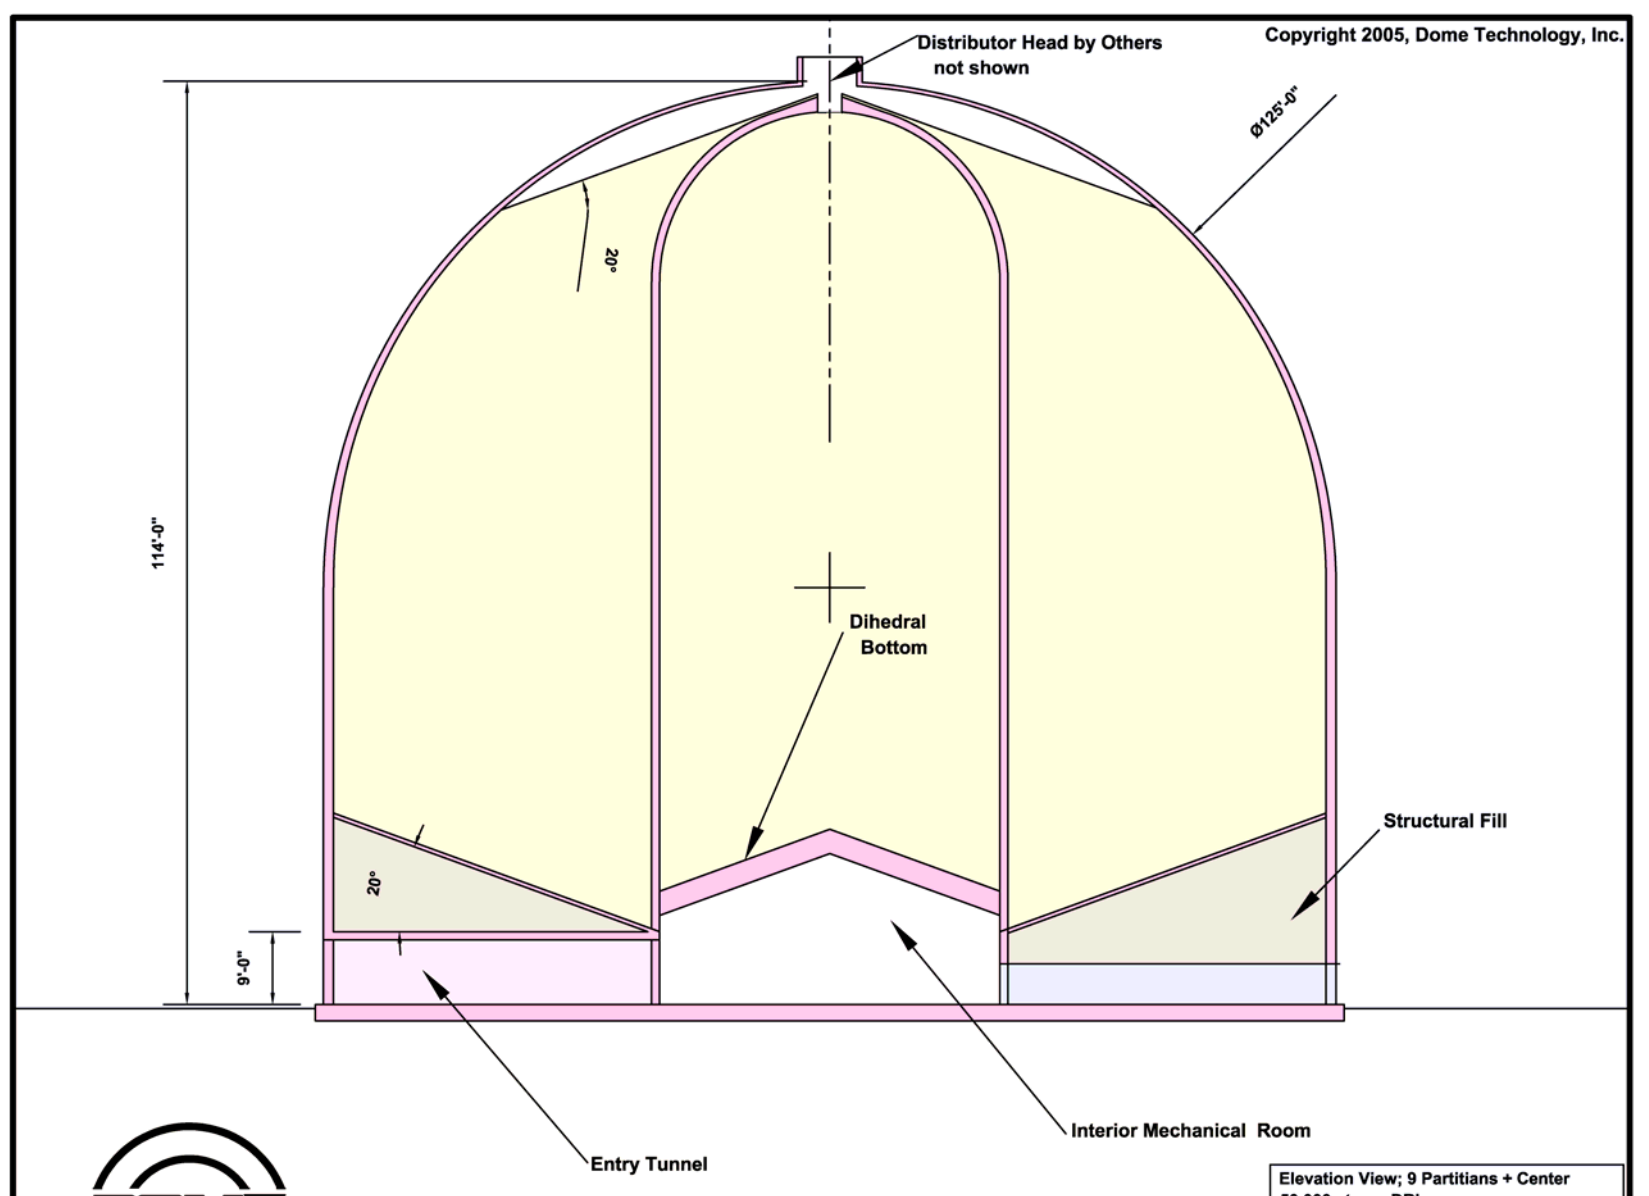 Copyright 2005, Dome Technology, Inc.
Distributor Head by Others
not shown
Ø125'-0"
20°
114'-0"
Dihedral
Bottom
Structural Fill
20°
9'-0"
Interior Mechanical Room
Entry Tunnel
Elevation View; 9 Partitians + Center